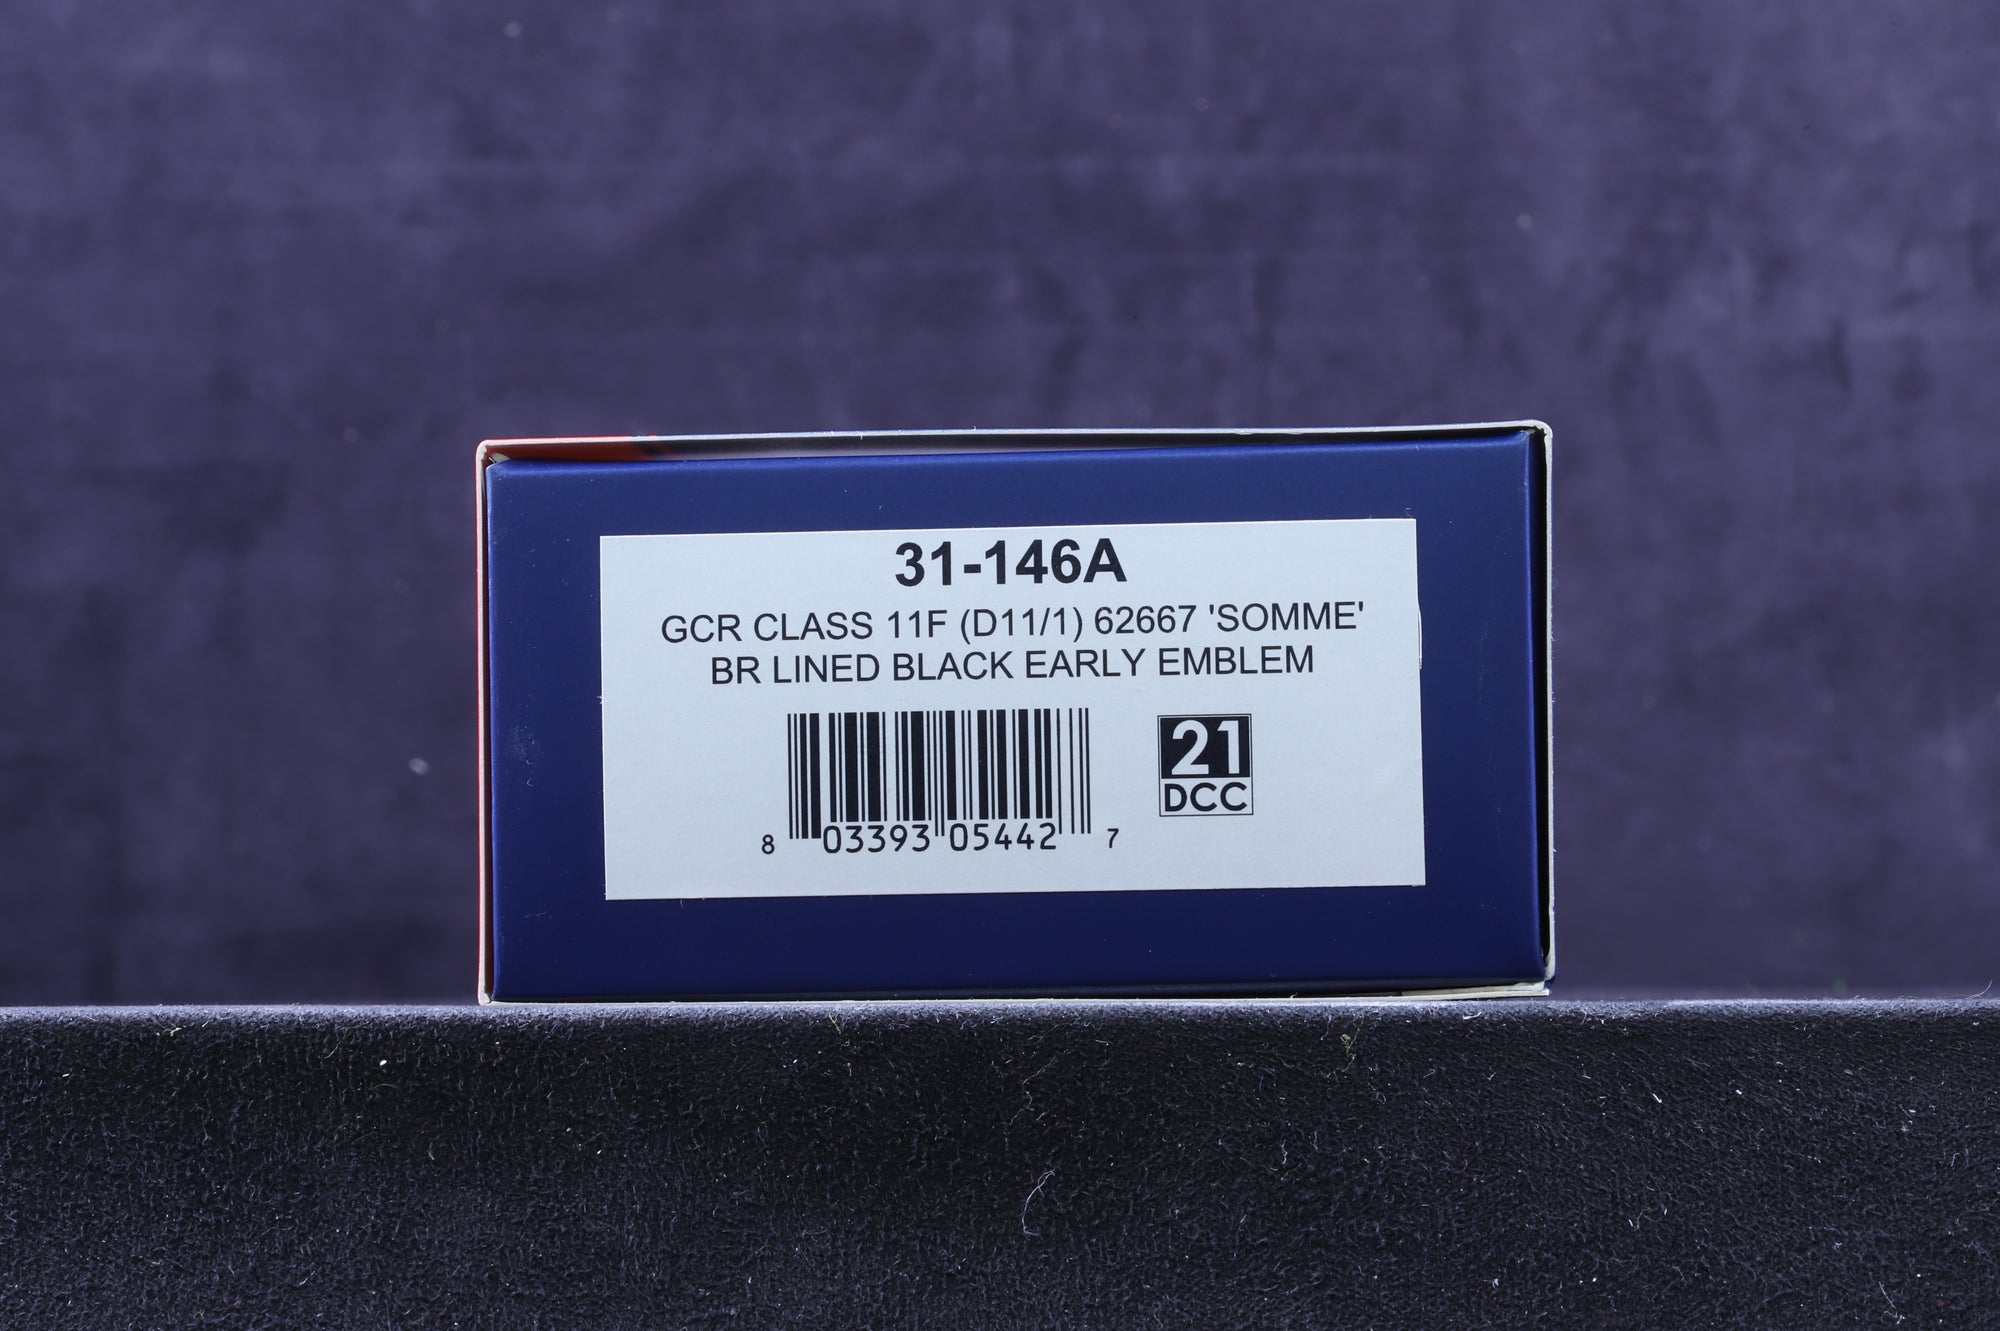 31-146A
GCR CLASS 11F (D11/1) 62667 'SOMME'
BR LINED BLACK EARLY EMBLEM
21
DCC
8 03393 05442 7